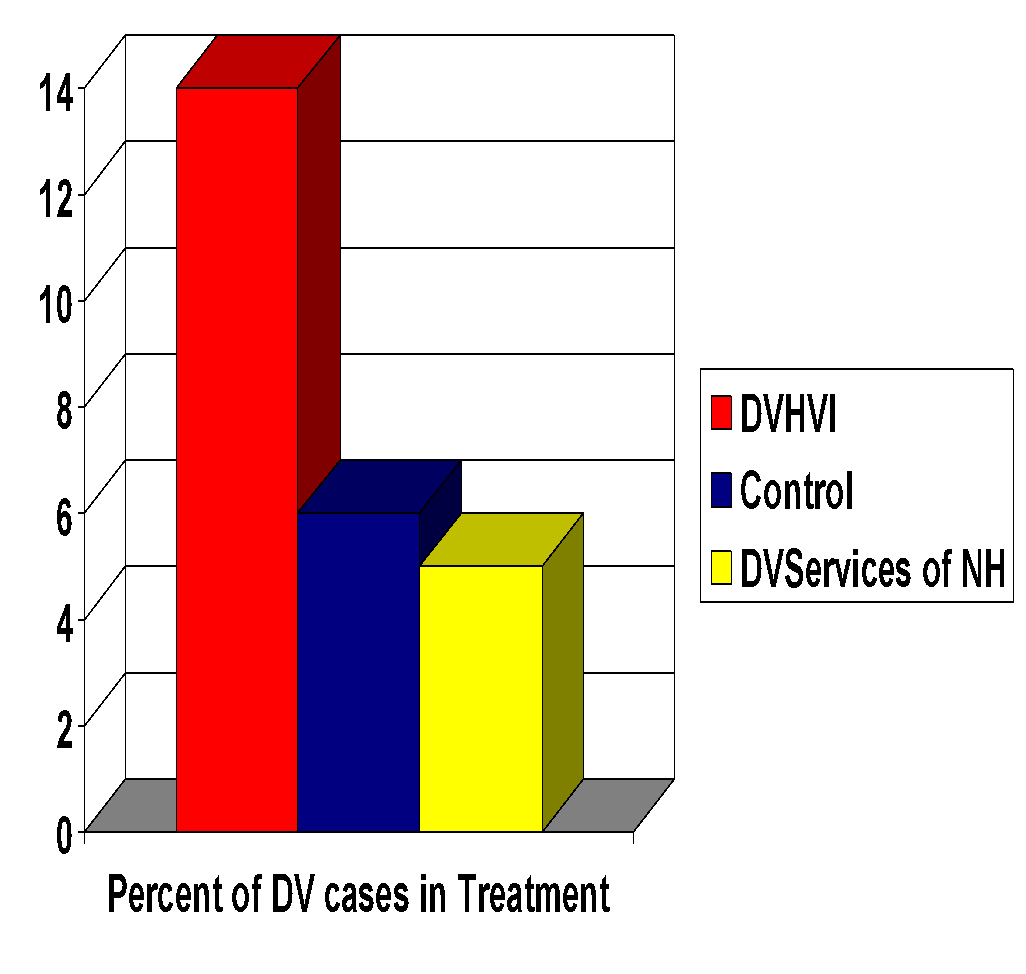 14
12
10
8
6
4
2
0
Percent of DV cases in Treatment
DVHVI
Control
DVServices of NH